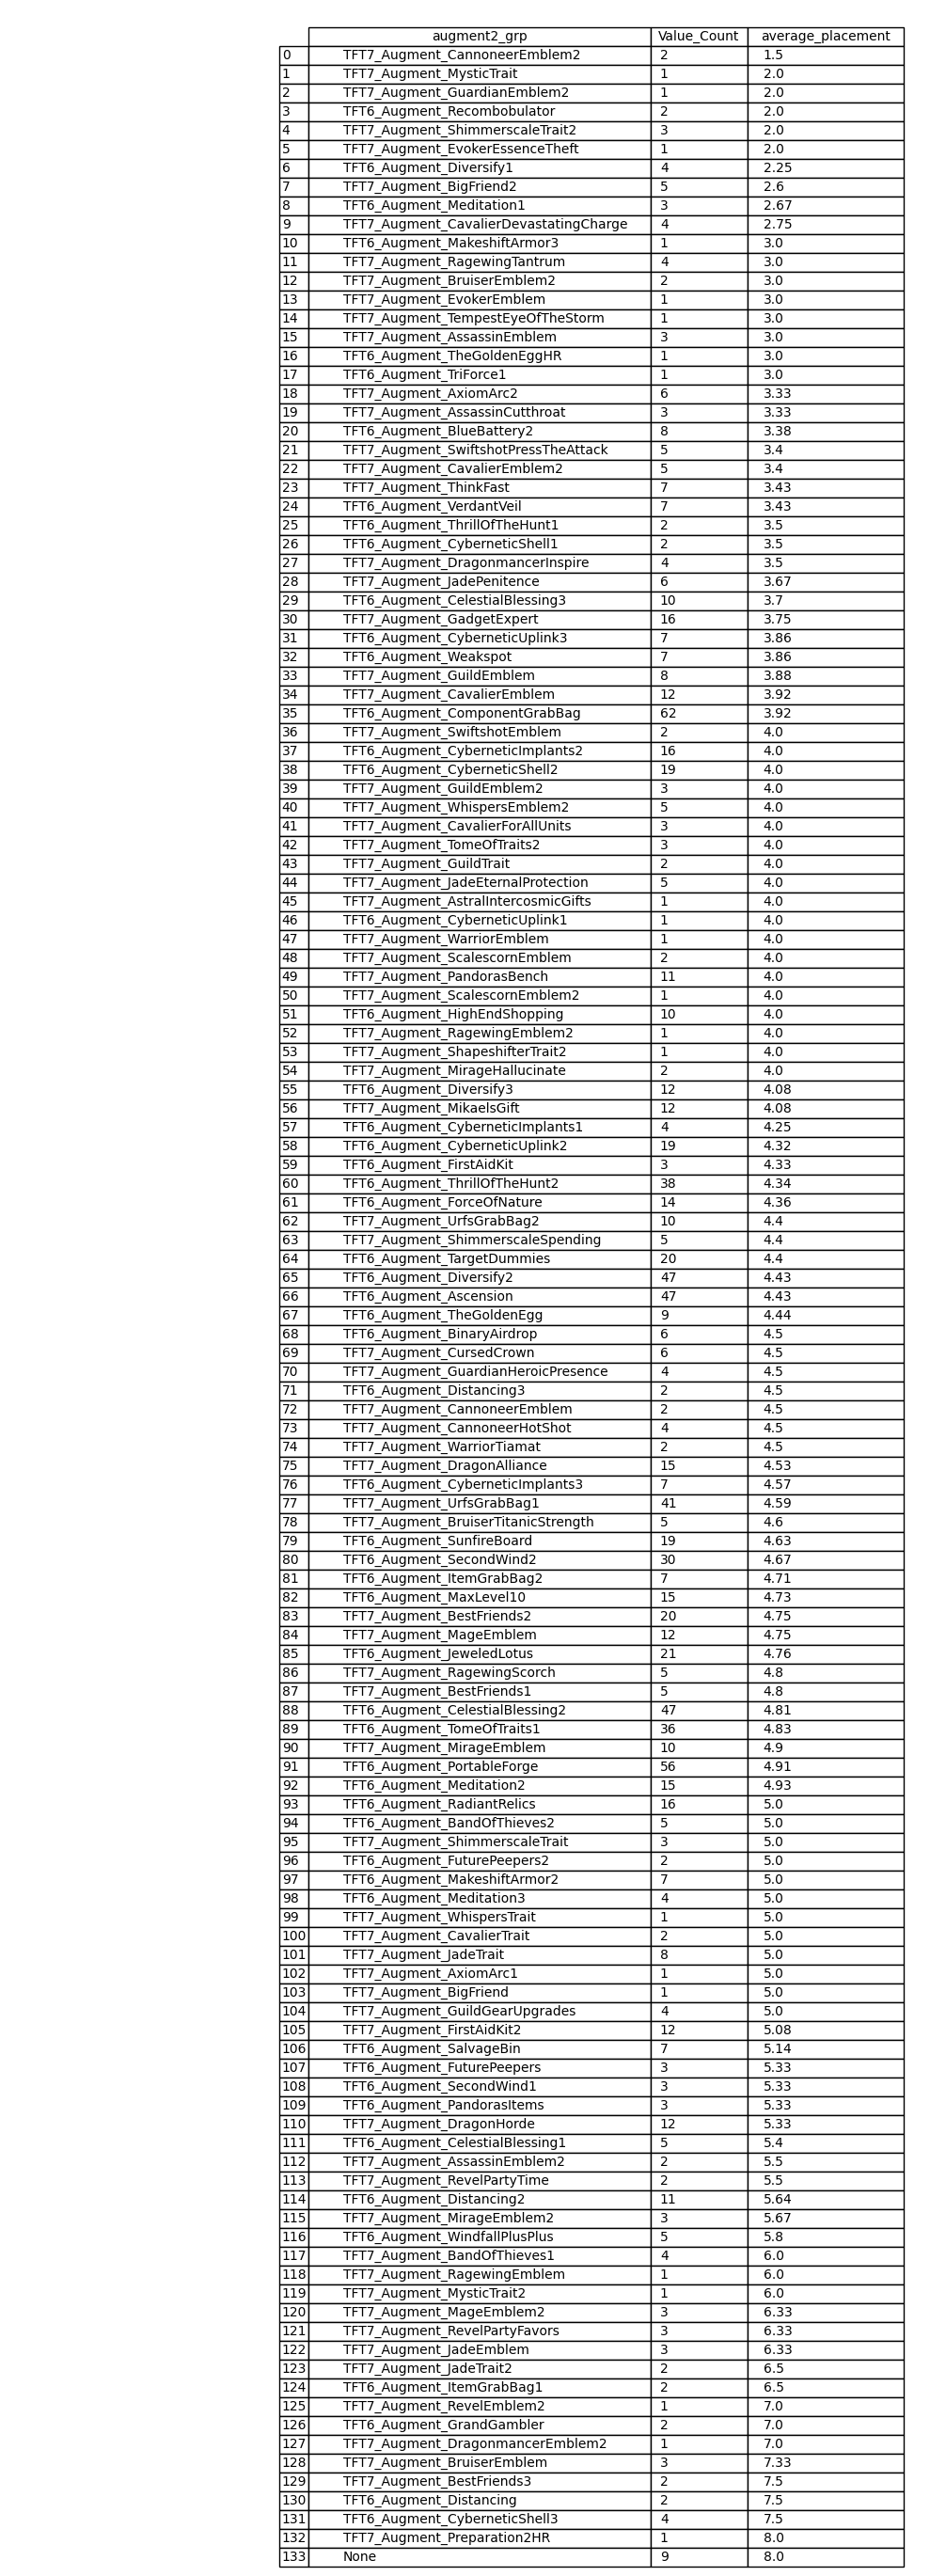 augment2_grp Value_Count average_placement
0 TFT7_Augment_CannoneerEmblem2 2 1.5
1 TFT7_Augment_MysticTrait 1 2.0
2 TFT7_Augment_GuardianEmblem2 1 2.0
3 TFT6_Augment_Recombobulator 2 2.0
4 TFT7_Augment_ShimmerscaleTrait2 3 2.0
5 TFT7_Augment_EvokerEssenceTheft 1 2.0
6 TFT6_Augment_Diversify1 4 2.25
7 TFT7_Augment_BigFriend2 5 2.6
8 TFT6_Augment_Meditation1 3 2.67
9 TFT7_Augment_CavalierDevastatingCharge 4 2.75
10 TFT6_Augment_MakeshiftArmor3 1 3.0
11 TFT7_Augment_RagewingTantrum 4 3.0
12 TFT7_Augment_BruiserEmblem2 2 3.0
13 TFT7_Augment_EvokerEmblem 1 3.0
14 TFT7_Augment_TempestEyeOfTheStorm 1 3.0
15 TFT7_Augment_AssassinEmblem 3 3.0
16 TFT6_Augment_TheGoldenEggHR 1 3.0
17 TFT6_Augment_TriForce1 1 3.0
18 TFT7_Augment_AxiomArc2 6 3.33
19 TFT7_Augment_AssassinCutthroat 3 3.33
20 TFT6_Augment_BlueBattery2 8 3.38
21 TFT7_Augment_SwiftshotPressTheAttack 5 3.4
22 TFT7_Augment_CavalierEmblem2 5 3.4
23 TFT7_Augment_ThinkFast 7 3.43
24 TFT6_Augment_VerdantVeil 7 3.43
25 TFT6_Augment_ThrillOfTheHunt1 2 3.5
26 TFT6_Augment_CyberneticShell1 2 3.5
27 TFT7_Augment_DragonmancerInspire 4 3.5
28 TFT7_Augment_JadePenitence 6 3.67
29 TFT6_Augment_CelestialBlessing3 10 3.7
30 TFT7_Augment_GadgetExpert 16 3.75
31 TFT6_Augment_CyberneticUplink3 7 3.86
32 TFT6_Augment_Weakspot 7 3.86
33 TFT7_Augment_GuildEmblem 8 3.88
34 TFT7_Augment_CavalierEmblem 12 3.92
35 TFT6_Augment_ComponentGrabBag 62 3.92
36 TFT7_Augment_SwiftshotEmblem 2 4.0
37 TFT6_Augment_CyberneticImplants2 16 4.0
38 TFT6_Augment_CyberneticShell2 19 4.0
39 TFT7_Augment_GuildEmblem2 3 4.0
40 TFT7_Augment_WhispersEmblem2 5 4.0
41 TFT7_Augment_CavalierForAllUnits 3 4.0
42 TFT7_Augment_TomeOfTraits2 3 4.0
43 TFT7_Augment_GuildTrait 2 4.0
44 TFT7_Augment_JadeEternalProtection 5 4.0
45 TFT7_Augment_AstralIntercosmicGifts 1 4.0
46 TFT6_Augment_CyberneticUplink1 1 4.0
47 TFT7_Augment_WarriorEmblem 1 4.0
48 TFT7_Augment_ScalescornEmblem 2 4.0
49 TFT7_Augment_PandorasBench 11 4.0
50 TFT7_Augment_ScalescornEmblem2 1 4.0
51 TFT6_Augment_HighEndShopping 10 4.0
52 TFT7_Augment_RagewingEmblem2 1 4.0
53 TFT7_Augment_ShapeshifterTrait2 1 4.0
54 TFT7_Augment_MirageHallucinate 2 4.0
55 TFT6_Augment_Diversify3 12 4.08
56 TFT7_Augment_MikaelsGift 12 4.08
57 TFT6_Augment_CyberneticImplants1 4 4.25
58 TFT6_Augment_CyberneticUplink2 19 4.32
59 TFT6_Augment_FirstAidKit 3 4.33
60 TFT6_Augment_ThrillOfTheHunt2 38 4.34
61 TFT6_Augment_ForceOfNature 14 4.36
62 TFT7_Augment_UrfsGrabBag2 10 4.4
63 TFT7_Augment_ShimmerscaleSpending 5 4.4
64 TFT6_Augment_TargetDummies 20 4.4
65 TFT6_Augment_Diversify2 47 4.43
66 TFT6_Augment_Ascension 47 4.43
67 TFT6_Augment_TheGoldenEgg 9 4.44
68 TFT6_Augment_BinaryAirdrop 6 4.5
69 TFT7_Augment_CursedCrown 6 4.5
70 TFT7_Augment_GuardianHeroicPresence 4 4.5
71 TFT6_Augment_Distancing3 2 4.5
72 TFT7_Augment_CannoneerEmblem 2 4.5
73 TFT7_Augment_CannoneerHotShot 4 4.5
74 TFT7_Augment_WarriorTiamat 2 4.5
75 TFT7_Augment_DragonAlliance 15 4.53
76 TFT6_Augment_CyberneticImplants3 7 4.57
77 TFT7_Augment_UrfsGrabBag1 41 4.59
78 TFT7_Augment_BruiserTitanicStrength 5 4.6
79 TFT6_Augment_SunfireBoard 19 4.63
80 TFT6_Augment_SecondWind2 30 4.67
81 TFT6_Augment_ItemGrabBag2 7 4.71
82 TFT6_Augment_MaxLevel10 15 4.73
83 TFT7_Augment_BestFriends2 20 4.75
84 TFT7_Augment_MageEmblem 12 4.75
85 TFT6_Augment_JeweledLotus 21 4.76
86 TFT7_Augment_RagewingScorch 5 4.8
87 TFT7_Augment_BestFriends1 5 4.8
88 TFT6_Augment_CelestialBlessing2 47 4.81
89 TFT6_Augment_TomeOfTraits1 36 4.83
90 TFT7_Augment_MirageEmblem 10 4.9
91 TFT6_Augment_PortableForge 56 4.91
92 TFT6_Augment_Meditation2 15 4.93
93 TFT6_Augment_RadiantRelics 16 5.0
94 TFT6_Augment_BandOfThieves2 5 5.0
95 TFT7_Augment_ShimmerscaleTrait 3 5.0
96 TFT6_Augment_FuturePeepers2 2 5.0
97 TFT6_Augment_MakeshiftArmor2 7 5.0
98 TFT6_Augment_Meditation3 4 5.0
99 TFT7_Augment_WhispersTrait 1 5.0
100 TFT7_Augment_CavalierTrait 2 5.0
101 TFT7_Augment_JadeTrait 8 5.0
102 TFT7_Augment_AxiomArc1 1 5.0
103 TFT7_Augment_BigFriend 1 5.0
104 TFT7_Augment_GuildGearUpgrades 4 5.0
105 TFT7_Augment_FirstAidKit2 12 5.08
106 TFT6_Augment_SalvageBin 7 5.14
107 TFT6_Augment_FuturePeepers 3 5.33
108 TFT6_Augment_SecondWind1 3 5.33
109 TFT6_Augment_PandorasItems 3 5.33
110 TFT7_Augment_DragonHorde 12 5.33
111 TFT6_Augment_CelestialBlessing1 5 5.4
112 TFT7_Augment_AssassinEmblem2 2 5.5
113 TFT7_Augment_RevelPartyTime 2 5.5
114 TFT6_Augment_Distancing2 11 5.64
115 TFT7_Augment_MirageEmblem2 3 5.67
116 TFT6_Augment_WindfallPlusPlus 5 5.8
117 TFT7_Augment_BandOfThieves1 4 6.0
118 TFT7_Augment_RagewingEmblem 1 6.0
119 TFT7_Augment_MysticTrait2 1 6.0
120 TFT7_Augment_MageEmblem2 3 6.33
121 TFT7_Augment_RevelPartyFavors 3 6.33
122 TFT7_Augment_JadeEmblem 3 6.33
123 TFT7_Augment_JadeTrait2 2 6.5
124 TFT6_Augment_ItemGrabBag1 2 6.5
125 TFT7_Augment_RevelEmblem2 1 7.0
126 TFT6_Augment_GrandGambler 2 7.0
127 TFT7_Augment_DragonmancerEmblem2 1 7.0
128 TFT7_Augment_BruiserEmblem 3 7.33
129 TFT7_Augment_BestFriends3 2 7.5
130 TFT6_Augment_Distancing 2 7.5
131 TFT6_Augment_CyberneticShell3 4 7.5
132 TFT7_Augment_Preparation2HR 1 8.0
133 None 9 8.0